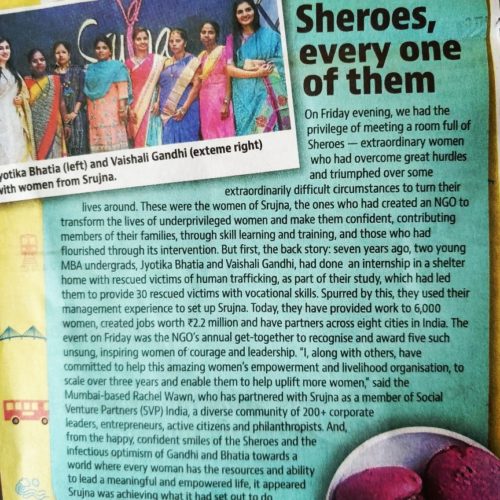 Srujna
Sheroes,
every one
of them
yotika Bhatia (left) and Vaishali Gandhi (exteme right)
with women from Srujna.
On Friday evening, we had the
privilege of meeting a room full of
Sheroes — extraordinary women
who had overcome great hurdles
and triumphed over some
extraordinarily difficult circumstances to turn their
lives around. These were the women of Srujna, the ones who had created an NGO to
transform the lives of underprivileged women and make them confident, contributing
members of their families, through skill learning and training, and those who had
flourished through its intervention. But first, the back story: seven years ago, two young
MBA undergrads, Jyotika Bhatia and Vaishali Gandhi, had done an internship in a shelter
home with rescued victims of human trafficking, as part of their study, which had led
them to provide 30 rescued victims with vocational skills. Spurred by this, they used their
management experience to set up Srujna. Today, they have provided work to 6,000
women, created jobs worth ₹2.2 million and have partners across eight cities in India. The
event on Friday was the NGO's annual get-together to recognise and award five such
unsung, inspiring women of courage and leadership. "I, along with others, have
committed to help this amazing women's empowerment and livelihood organisation, to
scale over three years and enable them to help uplift more women," said the
Mumbai-based Rachel Wawn, who has partnered with Srujna as a member of Social
Venture Partners (SVP) India, a diverse community of 200+ corporate
leaders, entrepreneurs, active citizens and philanthropists. And,
from the happy, confident smiles of the Sheroes and the
infectious optimism of Gandhi and Bhatia towards a
world where every woman has the resources and ability
to lead a meaningful and empowered life, it appeared
Srujna was achieving what it had set out to do